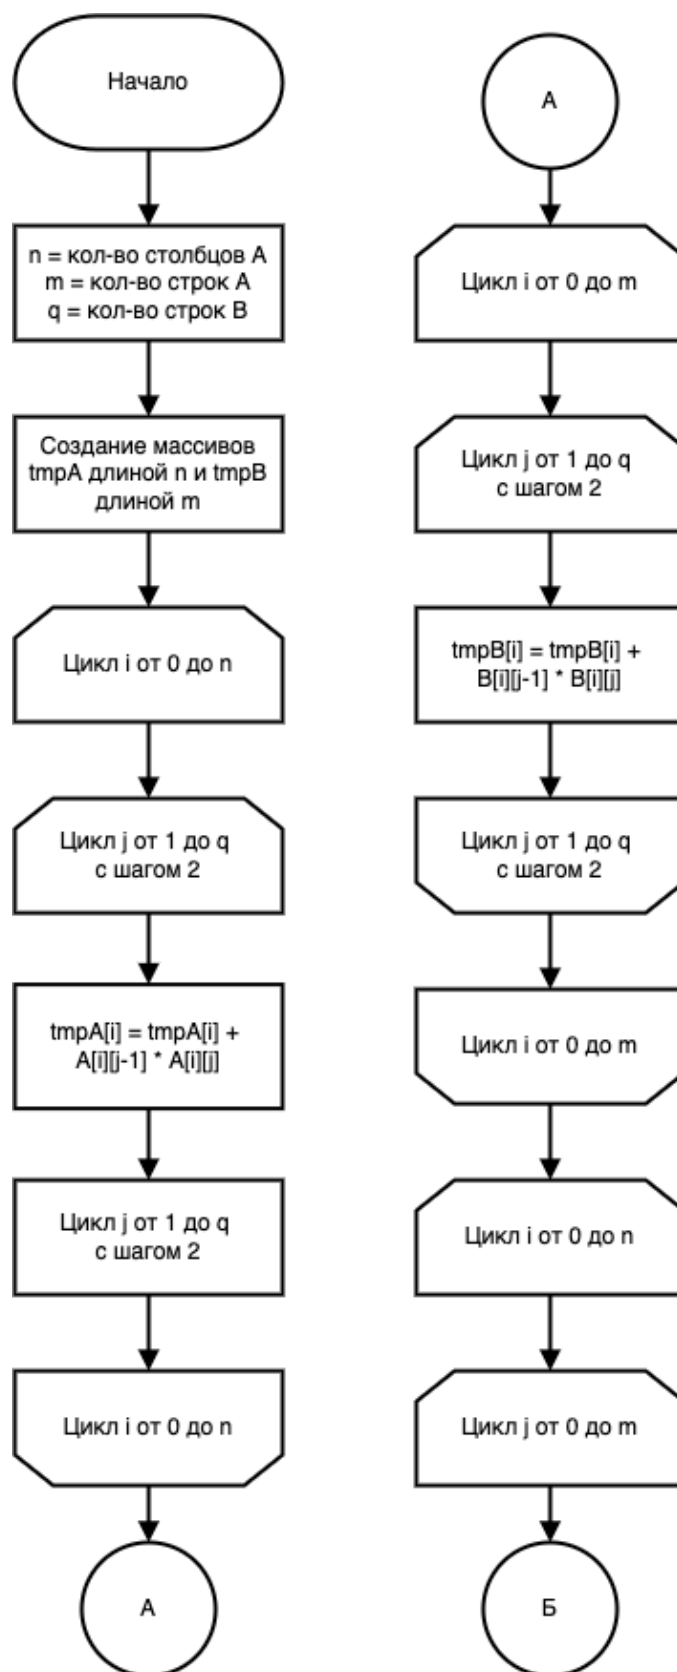 Начало
n = кол-во столбцов A
m = кол-во строк A
q = кол-во строк B
Создание массивов
tmpA длиной n и tmpB
длиной m
Цикл i от 0 до n
Цикл j от 1 до q
с шагом 2
tmpA[i] = tmpA[i] +
A[i][j-1] * A[i][j]
Цикл j от 1 до q
с шагом 2
Цикл i от 0 до n
А
А
Цикл i от 0 до m
Цикл j от 1 до q
с шагом 2
tmpB[i] = tmpB[i] +
B[i][j-1] * B[i][j]
Цикл j от 1 до q
с шагом 2
Цикл i от 0 до m
Цикл i от 0 до n
Цикл j от 0 до m
Б